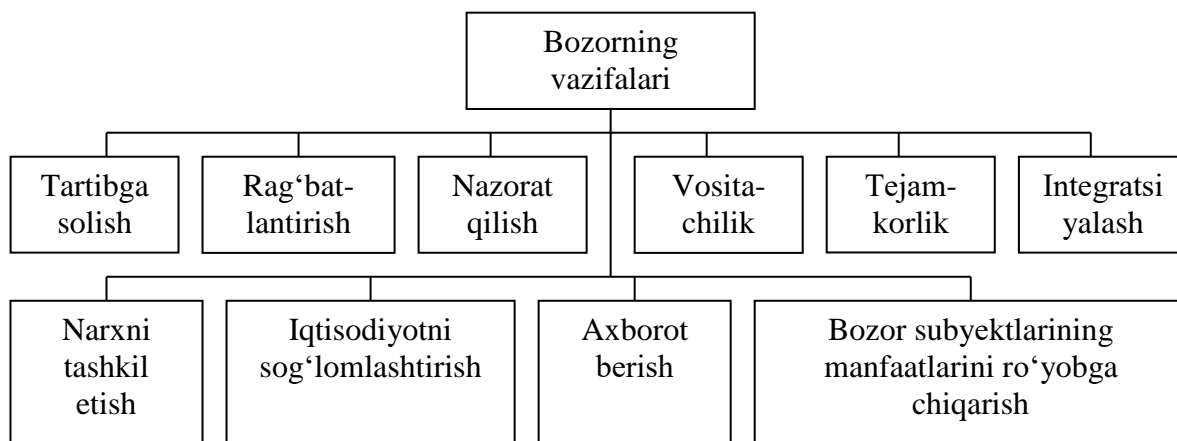 Bozorning
vazifalari
Tartibga
solish
Rag‘bat-
lantirish
Nazorat
qilish
Vosita-
chilik
Tejam-
korlik
Integratsi
yalash
Narxni
tashkil
etish
Iqtisodiyotni
sog‘lomlashtirish
Axborot
berish
Bozor subyektlarining
manfaatlarini ro‘yobga
chiqarish